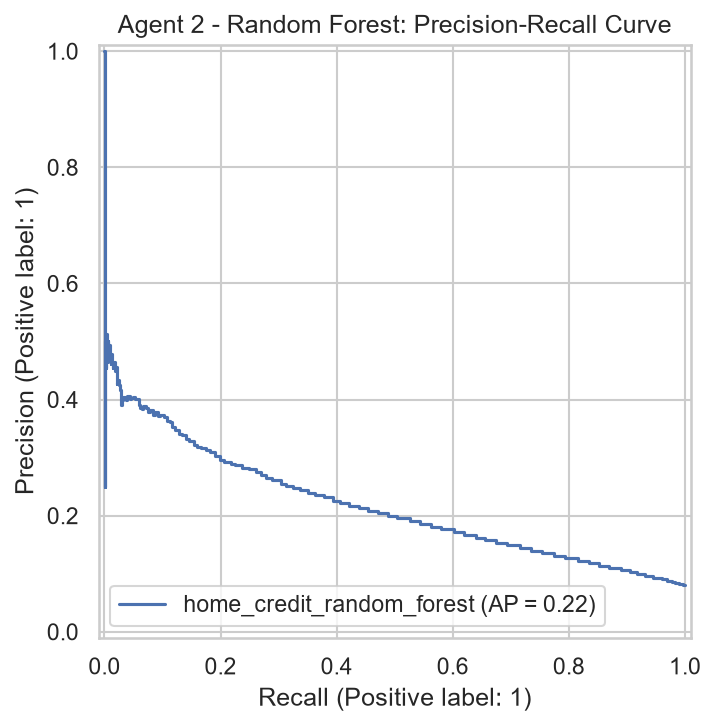 Agent 2 - Random Forest: Precision-Recall Curve
Precision (Positive label: 1)
1.0
0.8
0.6
0.4
0.2
0.0
home_credit_random_forest (AP = 0.22)
0.0 0.2 0.4 0.6 0.8 1.0
Recall (Positive label: 1)